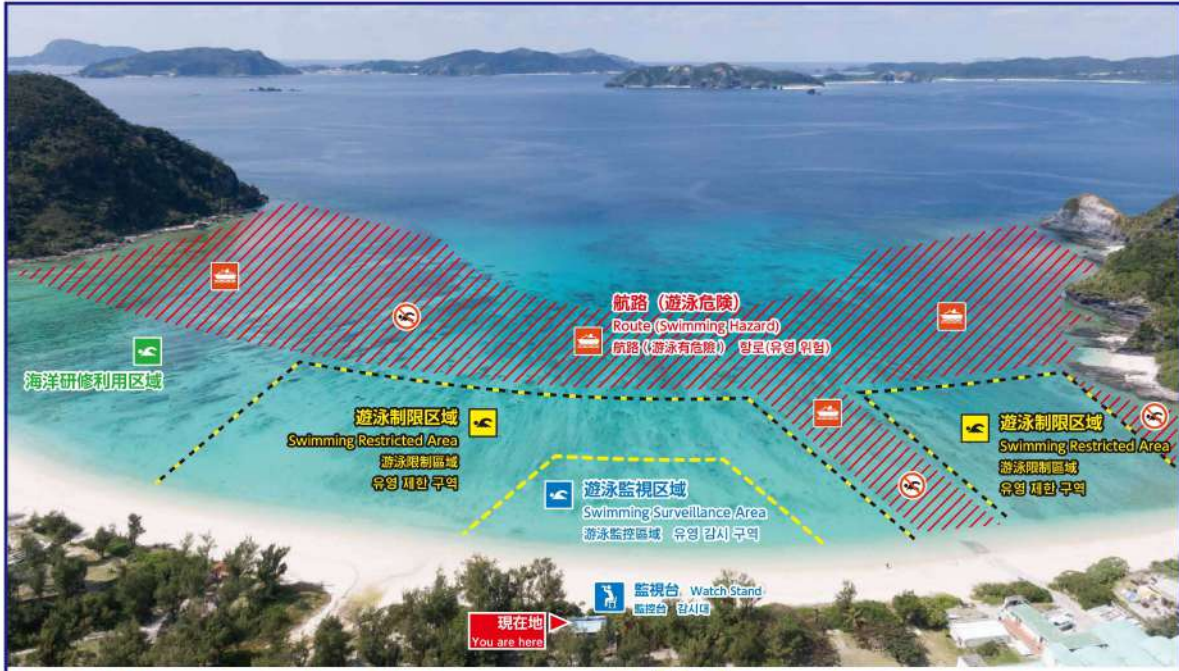 航路（遊泳危険）
Route (Swimming Hazard)
航路（游泳有危險） 항로(유영 위험)
海洋研修利用区域
遊泳制限区域
Swimming Restricted Area
游泳限制區域
유영 제한 구역
遊泳制限区域
Swimming Restricted Area
游泳限制區域
유영 제한 구역
遊泳監視区域
Swimming Surveillance Area
游泳監控區域 유영 감시 구역
監視台 Watch Stand
監控台 감시대
現在地
You are here